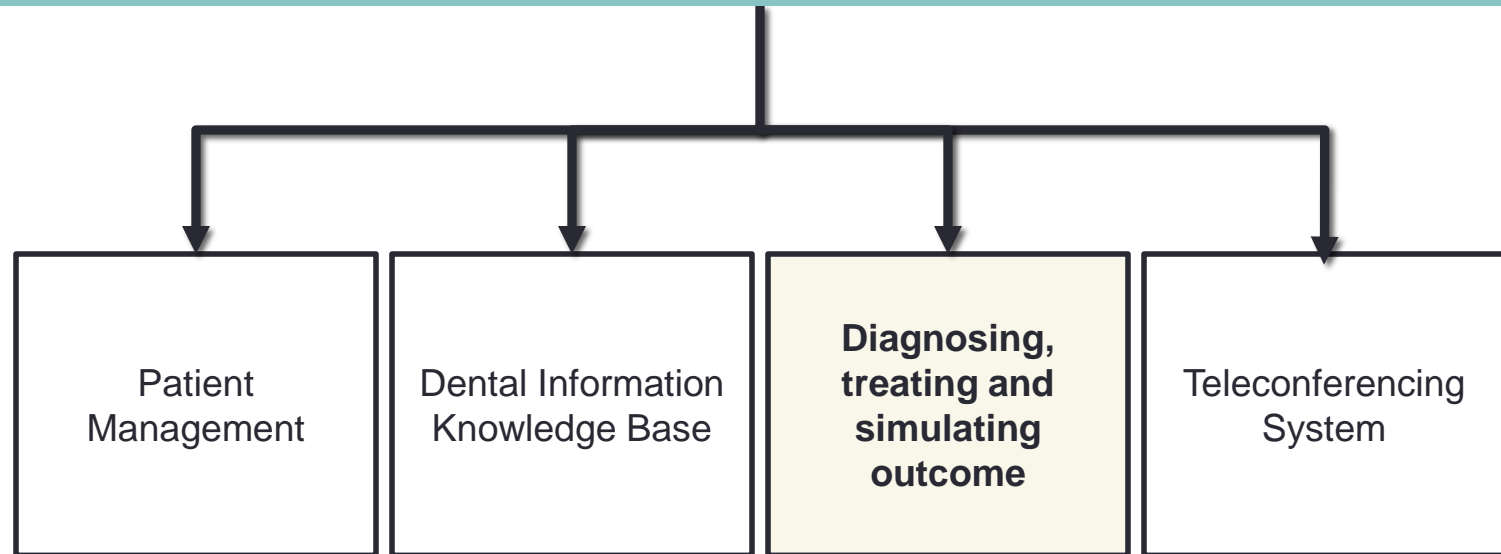 Patient
Management
Dental Information
Knowledge Base
Diagnosing,
treating and
simulating
outcome
Teleconferencing
System